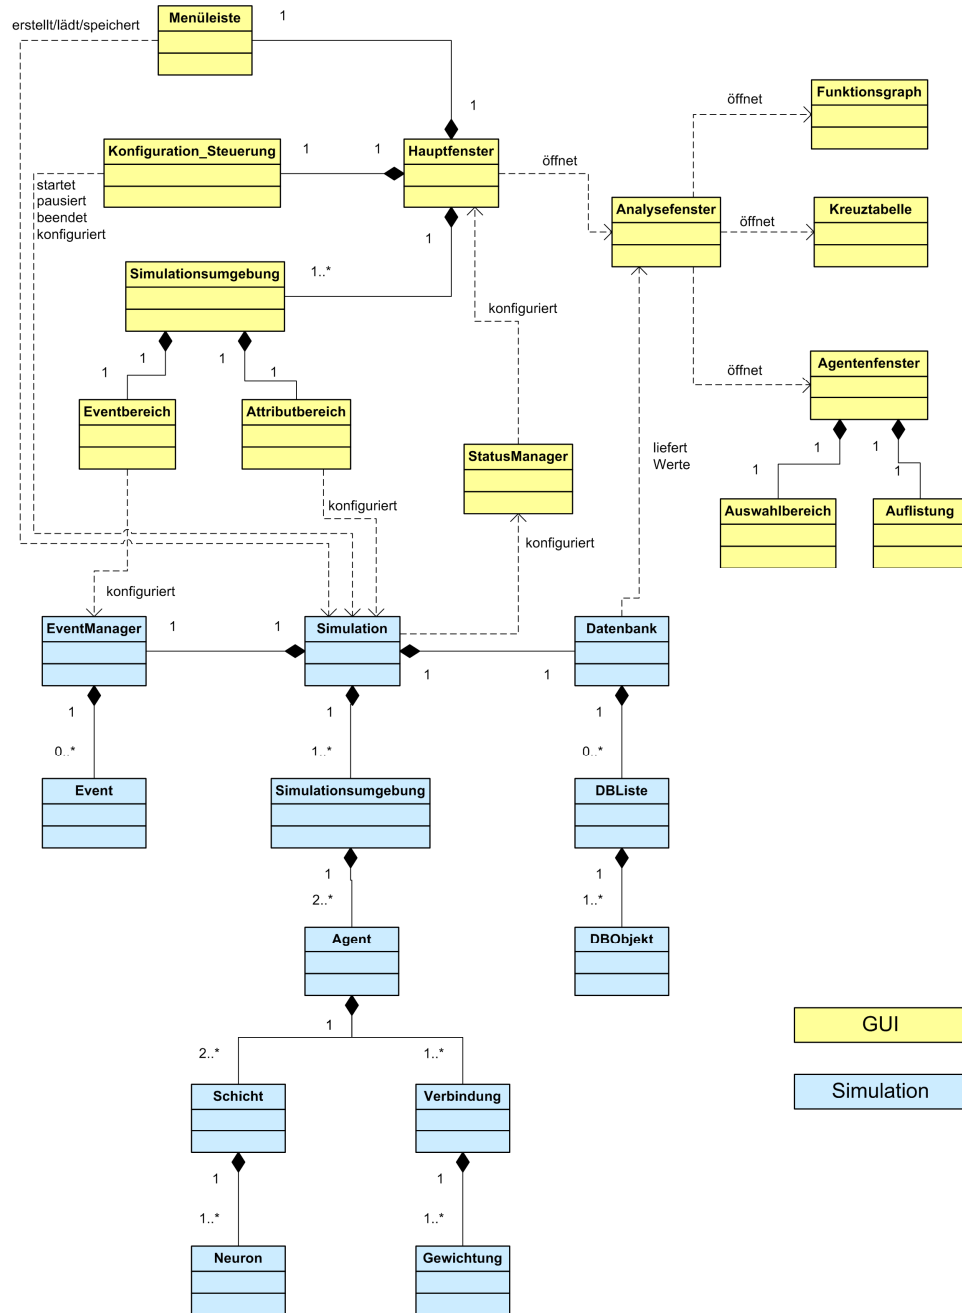 erstellt/lädt/speichert
Menüleiste
1
1
Funktionsgraph
öffnet
Konfiguration_Steuerung
1
1
Hauptfenster
öffnet
startet
pausiert
beendet
konfiguriert
Analysefenster
öffnet
Kreuztabelle
1
Simulationsumgebung
1..*
konfiguriert
1
1
1
1
öffnet
Agentenfenster
Eventbereich
Attributbereich
StatusManager
liefert
Werte
1
1
1
1
konfiguriert
Auswahlbereich
Auflistung
konfiguriert
konfiguriert
EventManager
1
1
Simulation
Datenbank
1
1
1
1
1
0..*
1..*
0..*
Event
Simulationsumgebung
DBListe
1
1
2..*
1..*
Agent
DBObjekt
1
GUI
2..*
1..*
Schicht
Verbindung
Simulation
1
1
1..*
1..*
Neuron
Gewichtung